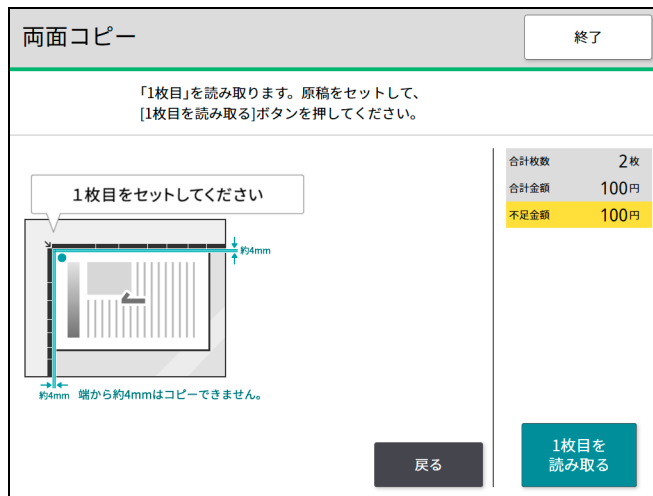 両面コピー
終了
「1枚目」を読み取ります。原稿をセットして、
[1枚目を読み取る]ボタンを押してください。
合計枚数 2枚
合計金額 100円
不足金額 100円
1枚目をセットしてください
約4mm
約4mm 端から約4mmはコピーできません。
戻る
1枚目を
読み取る